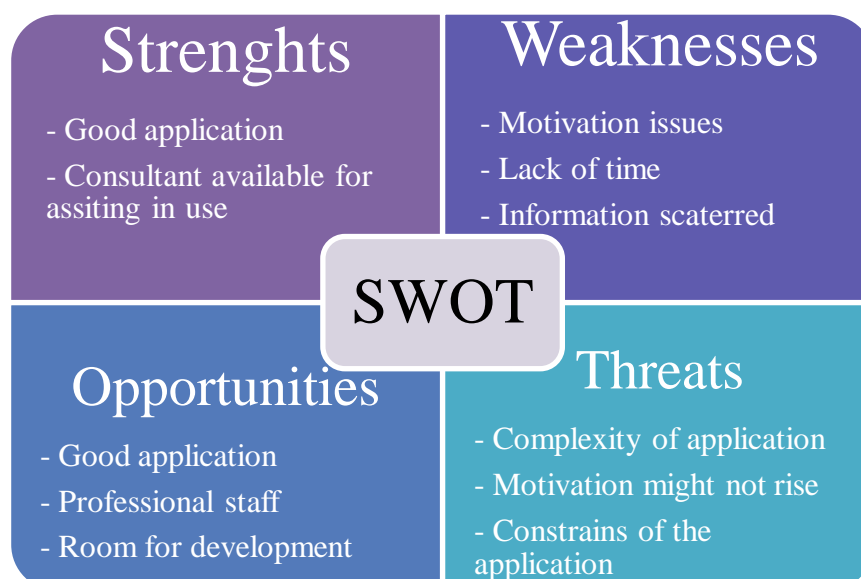 Strenghts
- Good application
- Consultant available for
assiting in use
Weaknesses
- Motivation issues
- Lack of time
- Information scaterred
SWOT
Opportunities
- Good application
- Professional staff
- Room for development
Threats
- Complexity of application
- Motivation might not rise
- Constrains of the
application